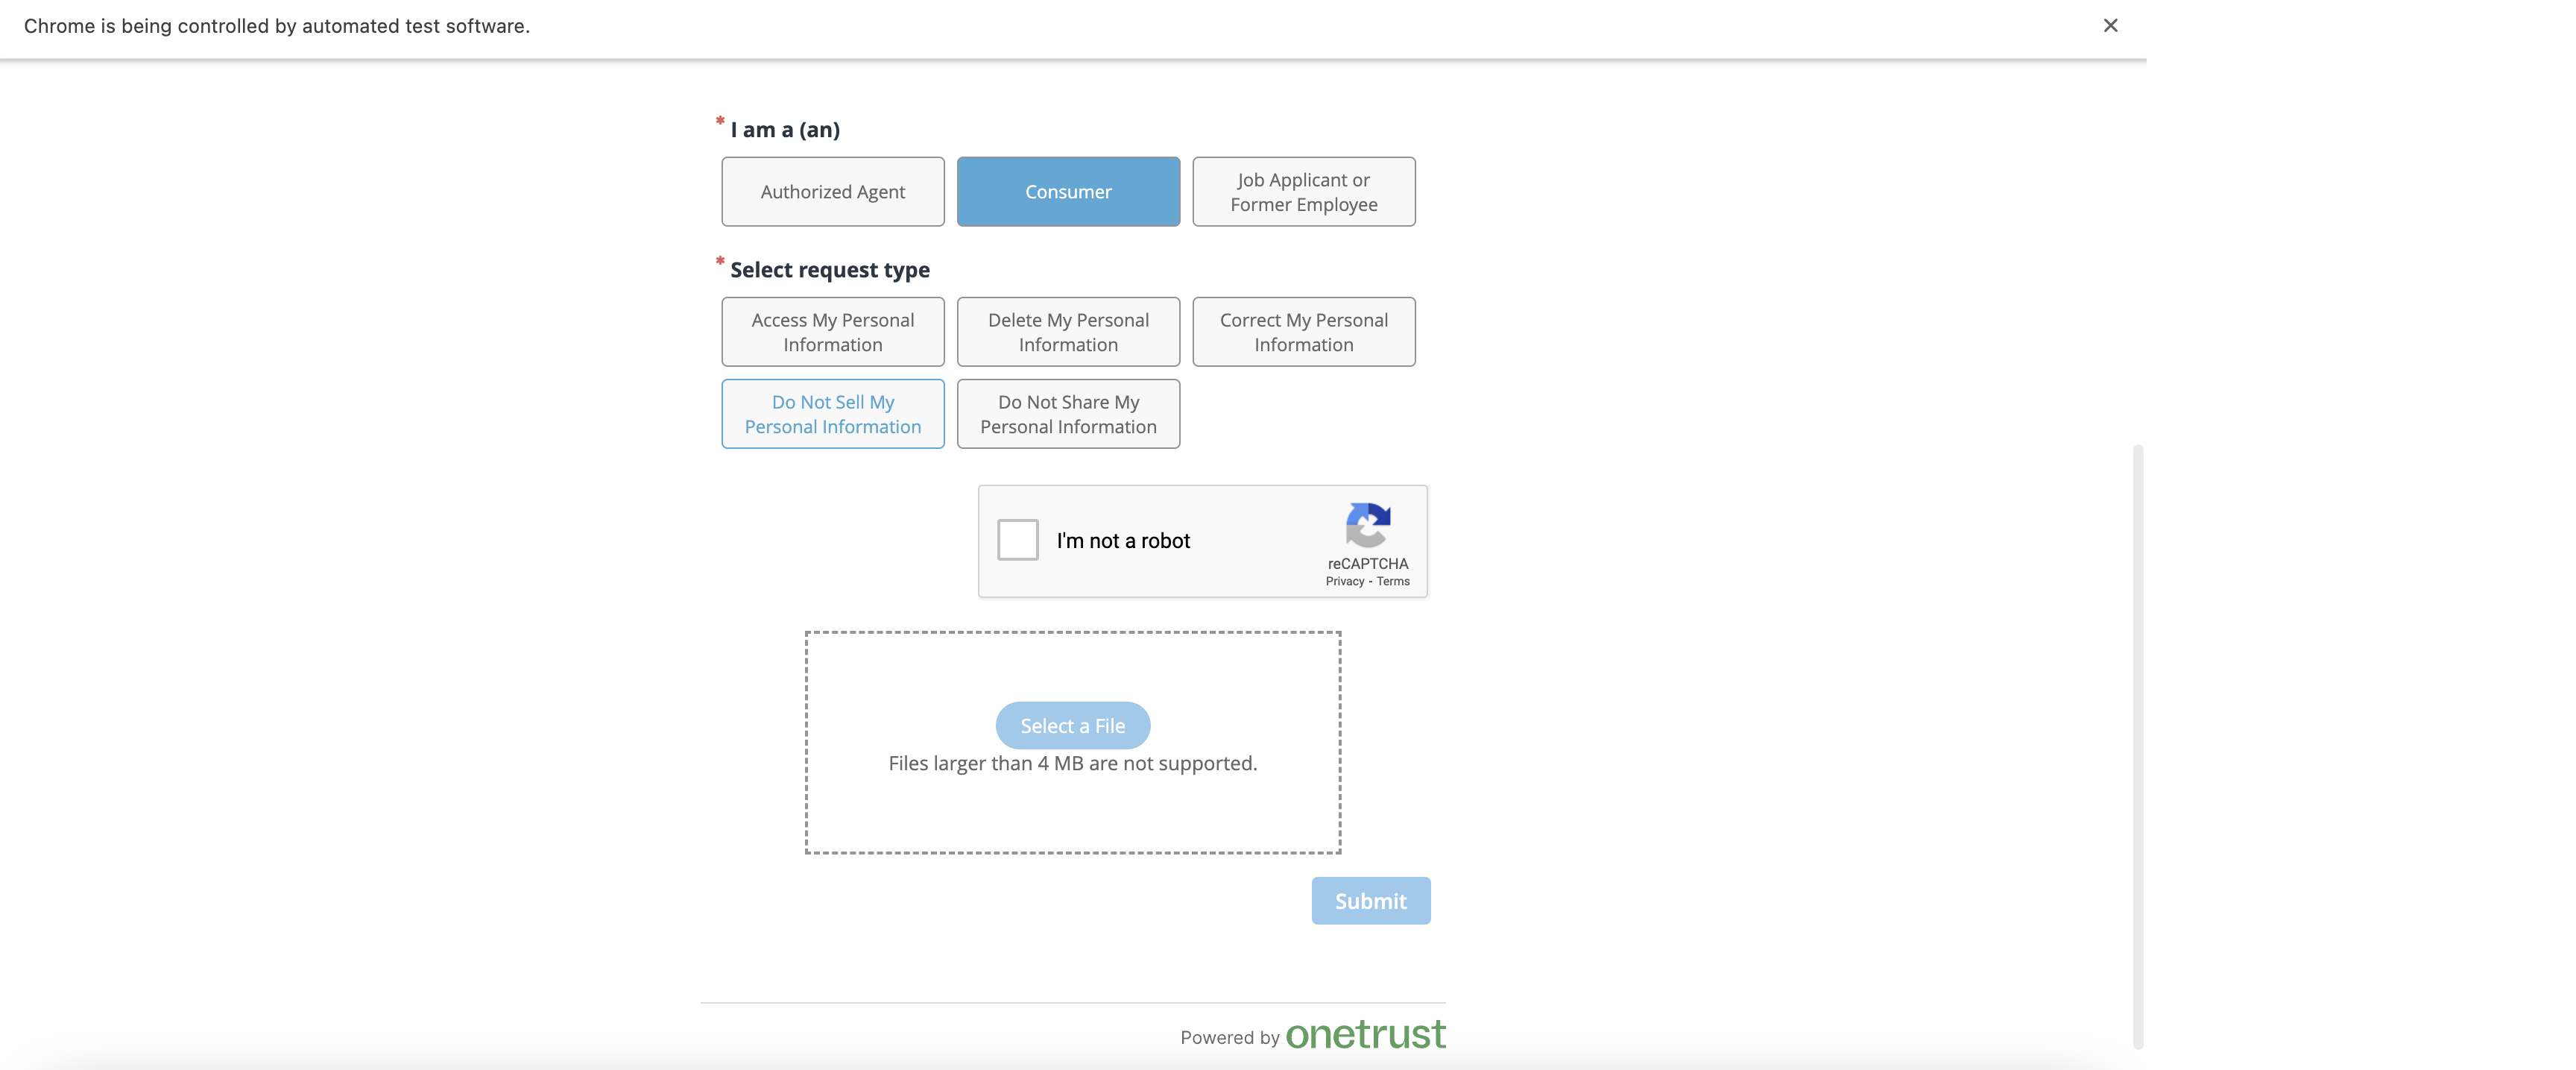 Chrome is being controlled by automated test software.
* I am a (an)
Authorized Agent
Consumer
Job Applicant or
Former Employee
* Select request type
Access My Personal
Information
Delete My Personal
Information
Correct My Personal
Information
Do Not Sell My
Personal Information
Do Not Share My
Personal Information
I'm not a robot
reCAPTCHA
Privacy - Terms
Select a File
Files larger than 4 MB are not supported.
Submit
Powered by onetrust